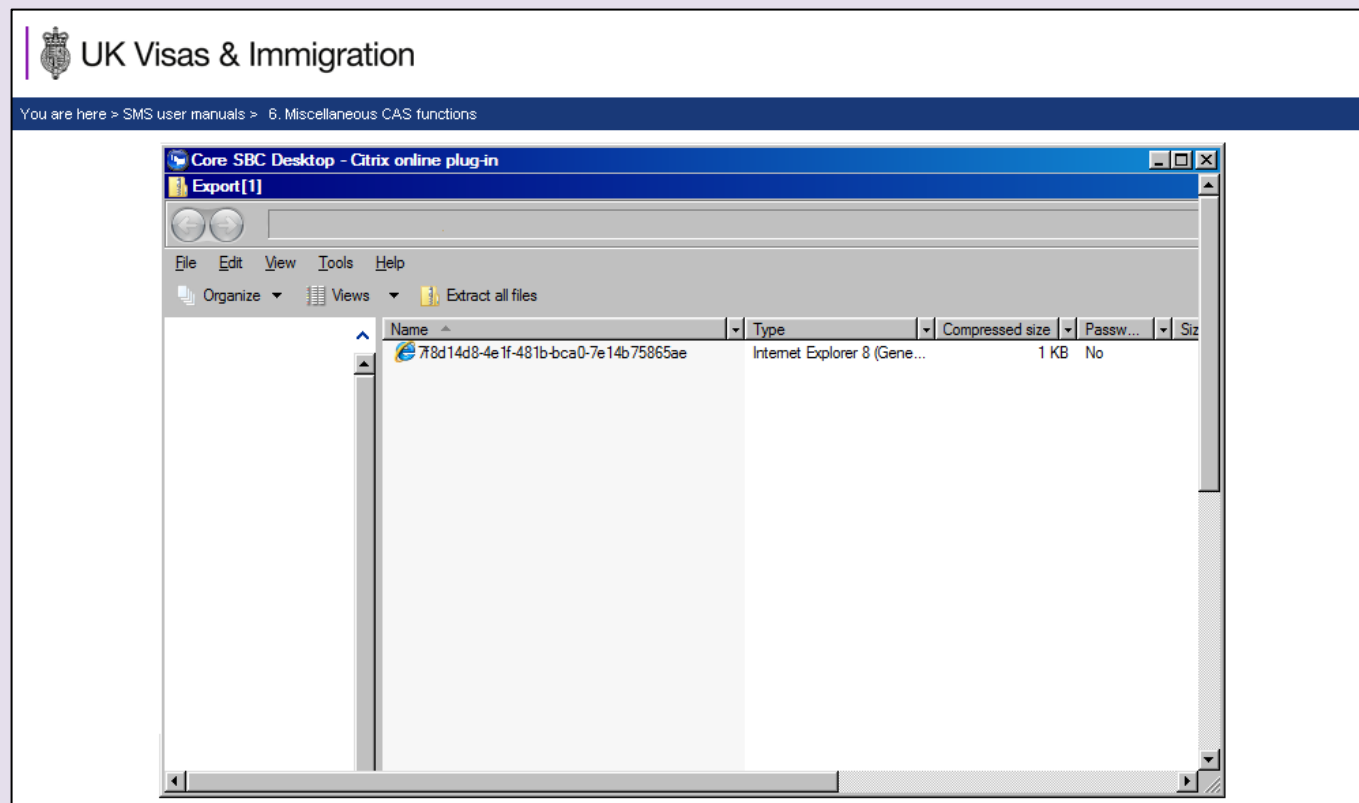 UK Visas & Immigration
You are here > SMS user manuals > 6. Miscellaneous CAS functions
Core SBC Desktop - Citrix online plug-in
Export[1]
File Edit View Tools Help
Organize Views Extract all files
Name Type Compressed size Passw... Siz
7f8d14d8-4e1f-481b-bca0-7e14b75865ae Internet Explorer 8 (Gene... 1 KB No